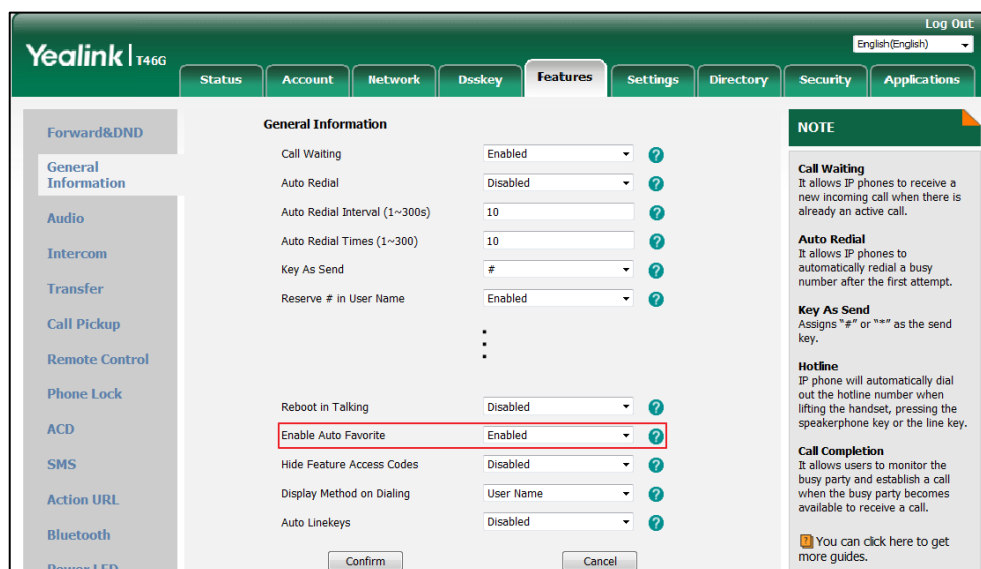 Log Out
English(English)
Yealink T46G
Status Account Network Dsskey Features Settings Directory Security Applications
Forward&DND
General
Information
Audio
Intercom
Transfer
Call Pickup
Remote Control
Phone Lock
ACD
SMS
Action URL
Bluetooth
Power LED
General Information
Call Waiting Enabled ?
Auto Redial Disabled ?
Auto Redial Interval (1~300s) 10 ?
Auto Redial Times (1~300) 10 ?
Key As Send # ?
Reserve # in User Name Enabled ?
Reboot in Talking Disabled ?
Enable Auto Favorite Enabled ?
Hide Feature Access Codes Disabled ?
Display Method on Dialing User Name ?
Auto Linekeys Disabled ?
Confirm Cancel
NOTE
Call Waiting
It allows IP phones to receive a
new incoming call when there is
already an active call.
Auto Redial
It allows IP phones to
automatically redial a busy
number after the first attempt.
Key As Send
Assigns "#" or "*" as the send
key.
Hotline
IP phone will automatically dial
out the hotline number when
lifting the handset, pressing the
speakerphone key or the line key.
Call Completion
It allows users to monitor the
busy party and establish a call
when the busy party becomes
available to receive a call.
? You can click here to get
more guides.